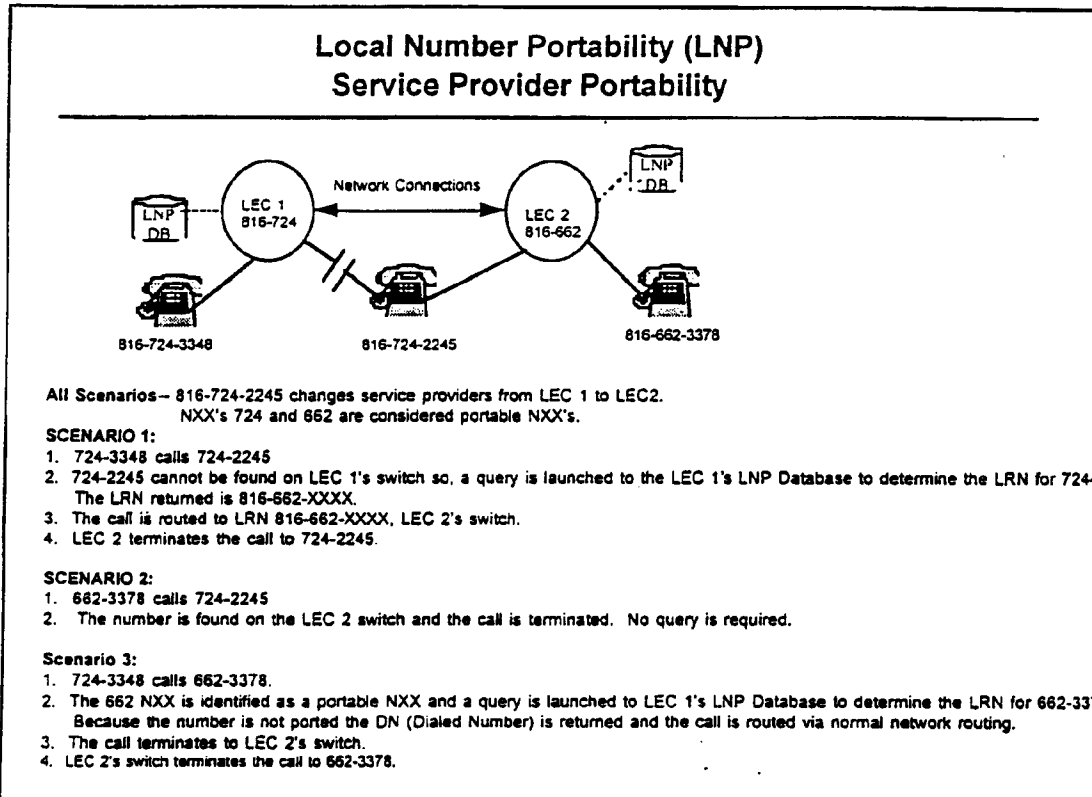 Local Number Portability (LNP)
Service Provider Portability
LNP
DB
LEC 1
816-724
Network Connections
LEC 2
816-662
LNP
DB
816-724-3348
816-724-2245
816-662-3378
All Scenarios-- 816-724-2245 changes service providers from LEC 1 to LEC2.
NXX's 724 and 662 are considered portable NXX's.
SCENARIO 1:
1. 724-3348 calls 724-2245
2. 724-2245 cannot be found on LEC 1's switch so, a query is launched to the LEC 1's LNP Database to determine the LRN for 724-
The LRN returned is 816-662-XXXX.
3. The call is routed to LRN 816-662-XXXX, LEC 2's switch.
4. LEC 2 terminates the call to 724-2245.
SCENARIO 2:
1. 662-3378 calls 724-2245
2. The number is found on the LEC 2 switch and the call is terminated. No query is required.
Scenario 3:
1. 724-3348 calls 662-3378.
2. The 662 NXX is identified as a portable NXX and a query is launched to LEC 1's LNP Database to determine the LRN for 662-337
Because the number is not ported the DN (Dialed Number) is returned and the call is routed via normal network routing.
3. The call terminates to LEC 2's switch.
4. LEC 2's switch terminates the call to 662-3378.